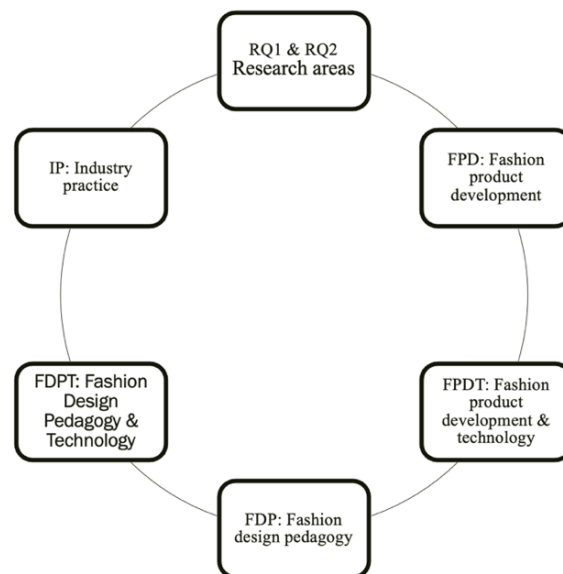 RQ1 & RQ2
Research areas
FPD: Fashion
product
development
FPDT: Fashion
product
development &
technology
FDP: Fashion
design pedagogy
FDPT: Fashion
Design
Pedagogy &
Technology
IP: Industry
practice